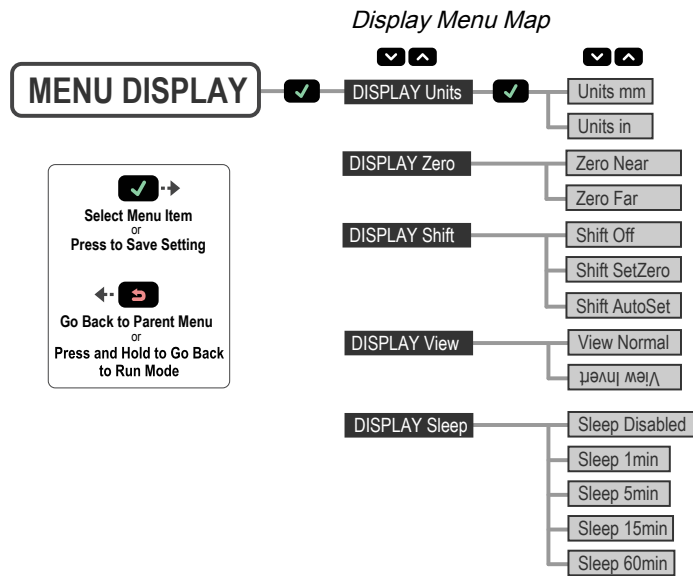 Display Menu Map
MENU DISPLAY
DISPLAY Units
Units mm
Units in
DISPLAY Zero
Zero Near
Zero Far
DISPLAY Shift
Shift Off
Shift SetZero
Shift AutoSet
DISPLAY View
View Normal
View Invert
DISPLAY Sleep
Sleep Disabled
Sleep 1min
Sleep 5min
Sleep 15min
Sleep 60min
Select Menu Item
or
Press to Save Setting
Go Back to Parent Menu
or
Press and Hold to Go Back
to Run Mode